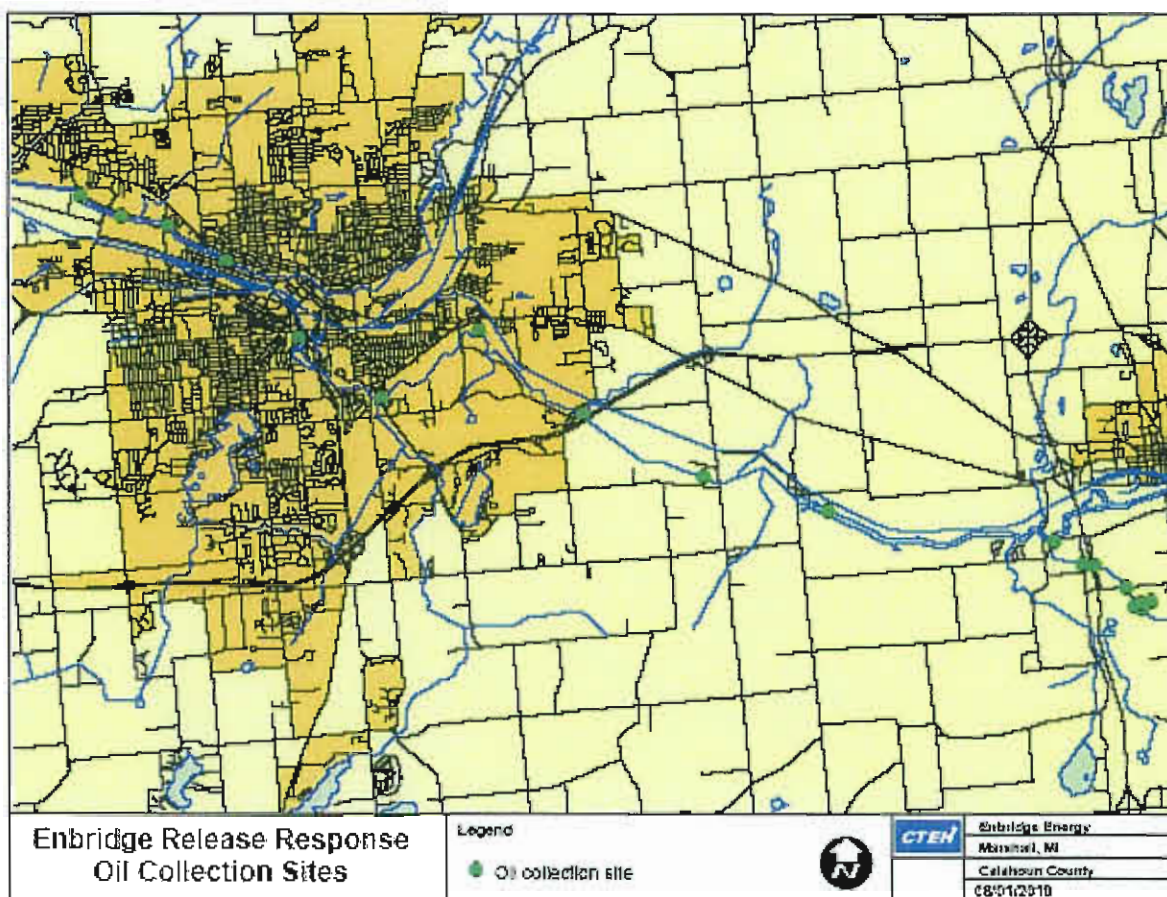 Enbridge Release Response
Oil Collection Sites
Legend
Oil collection site
N
CTEH
Enbridge Energy
Marshall, MI
Calahoun County
08/01/2010